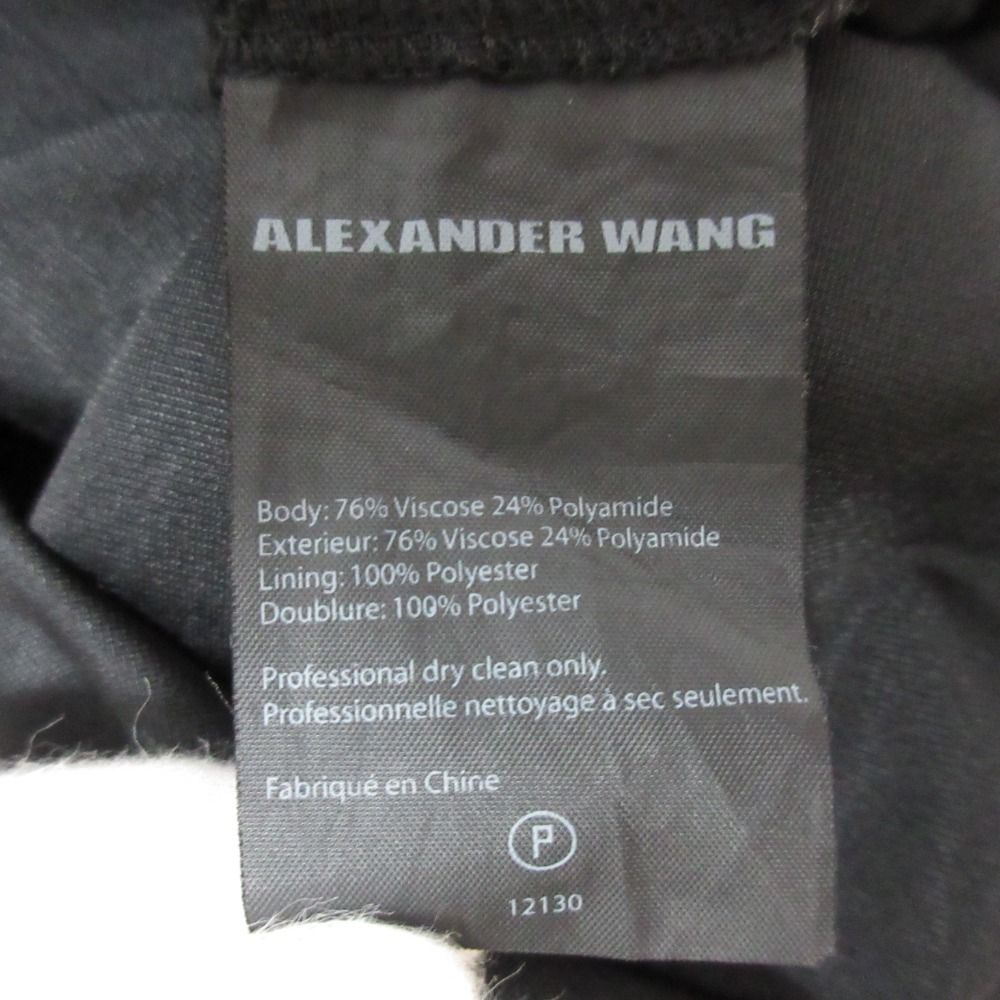 ALEXANDER WANG
Body: 76% Viscose 24% Polyamide
Exterieur: 76% Viscose 24% Polyamide
Lining: 100% Polyester
Doublure: 100% Polyester
Professional dry clean only.
Professionnelle nettoyage à sec seulement.
Fabriqué en Chine
P
12130